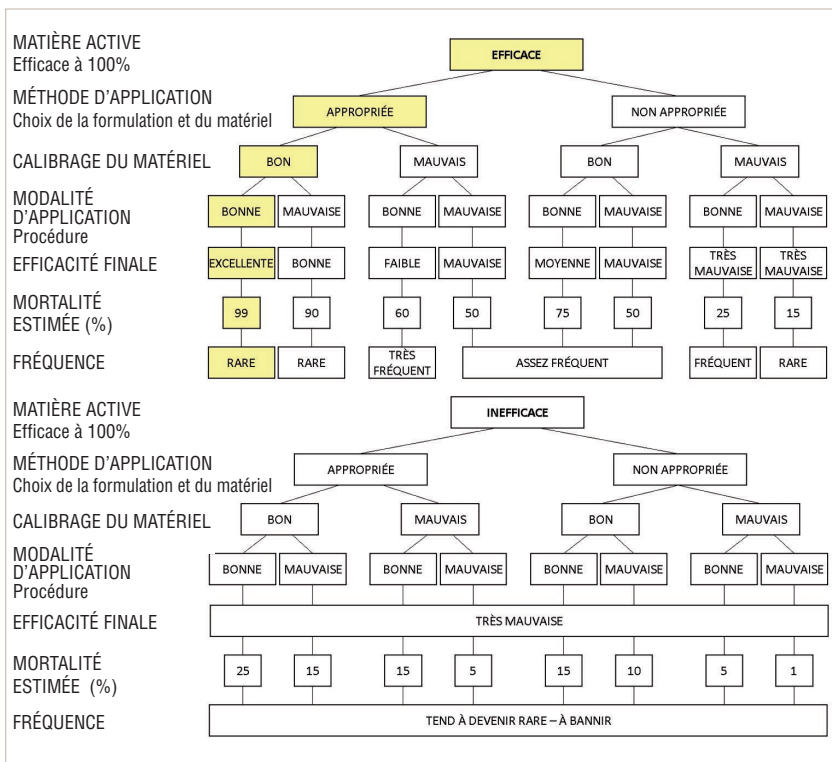 MATIÈRE ACTIVE
Efficace à 100%
EFFICACE
MÉTHODE D'APPLICATION
Choix de la formulation et du matériel
APPROPRIÉE NON APPROPRIÉE
CALIBRAGE DU MATÉRIEL BON MAUVAIS BON MAUVAIS
MODALITÉ
D'APPLICATION
Procédure
BONNE MAUVAISE BONNE MAUVAISE BONNE MAUVAISE BONNE MAUVAISE
EFFICACITÉ FINALE EXCELLENTE BONNE FAIBLE MAUVAISE MOYENNE MAUVAISE TRÈS MAUVAISE TRÈS MAUVAISE
MORTALITÉ
ESTIMÉE (%)
99 90 60 50 75 50 25 15
FRÉQUENCE RARE RARE TRÈS FRÉQUENT ASSEZ FRÉQUENT FRÉQUENT RARE
MATIÈRE ACTIVE
Efficace à 100%
INEFFICACE
MÉTHODE D'APPLICATION
Choix de la formulation et du matériel
APPROPRIÉE NON APPROPRIÉE
CALIBRAGE DU MATÉRIEL BON MAUVAIS BON MAUVAIS
MODALITÉ
D'APPLICATION
Procédure
BONNE MAUVAISE BONNE MAUVAISE BONNE MAUVAISE BONNE MAUVAISE
EFFICACITÉ FINALE TRÈS MAUVAISE
MORTALITÉ
ESTIMÉE (%)
25 15 15 5 15 10 5 1
FRÉQUENCE TEND À DEVENIR RARE – À BANNIR